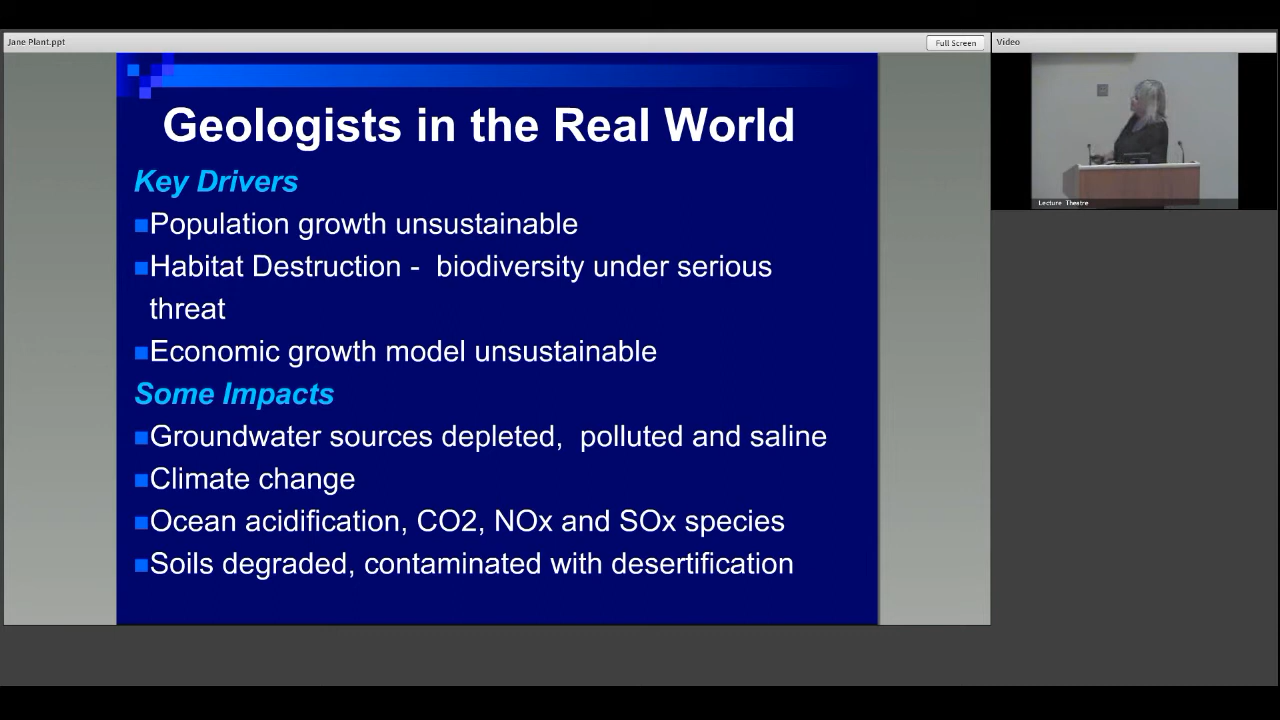 Jane Plant.ppt
Full Screen
Video
Geologists in the Real World
Key Drivers
Population growth unsustainable
Habitat Destruction -  biodiversity under serious
threat
Economic growth model unsustainable
Some Impacts
Groundwater sources depleted,  polluted and saline
Climate change
Ocean acidification, CO2, NOx and SOx species
Soils degraded, contaminated with desertification
Lecture Theatre